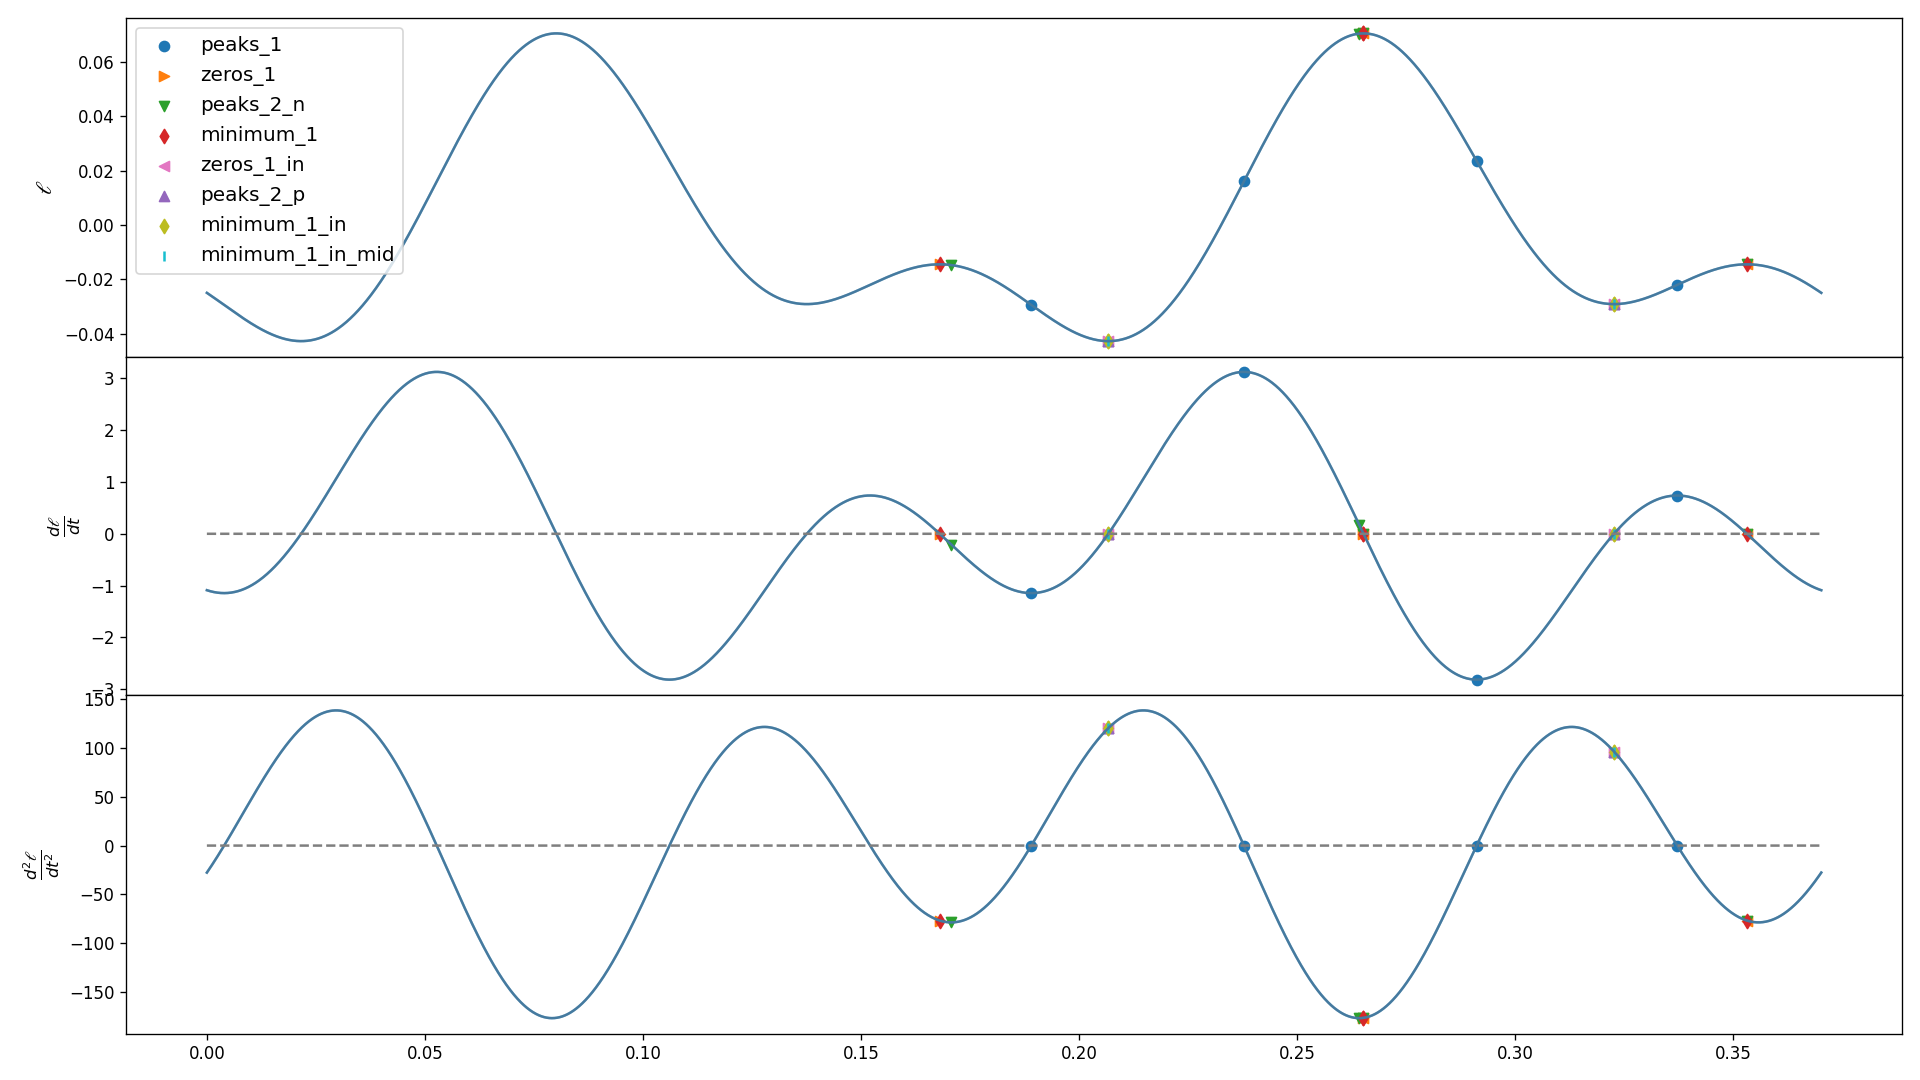 peaks_1
zeros_1
peaks_2_n
minimum_1
zeros_1_in
peaks_2_p
minimum_1_in
minimum_1_in_mid
0.06
0.04
0.02
0.00
−0.02
−0.04
ℓ
3
2
1
0
−1
−2
−3
dℓ
dt
150
100
50
0
−50
−100
−150
d²ℓ
dt²
0.00 0.05 0.10 0.15 0.20 0.25 0.30 0.35